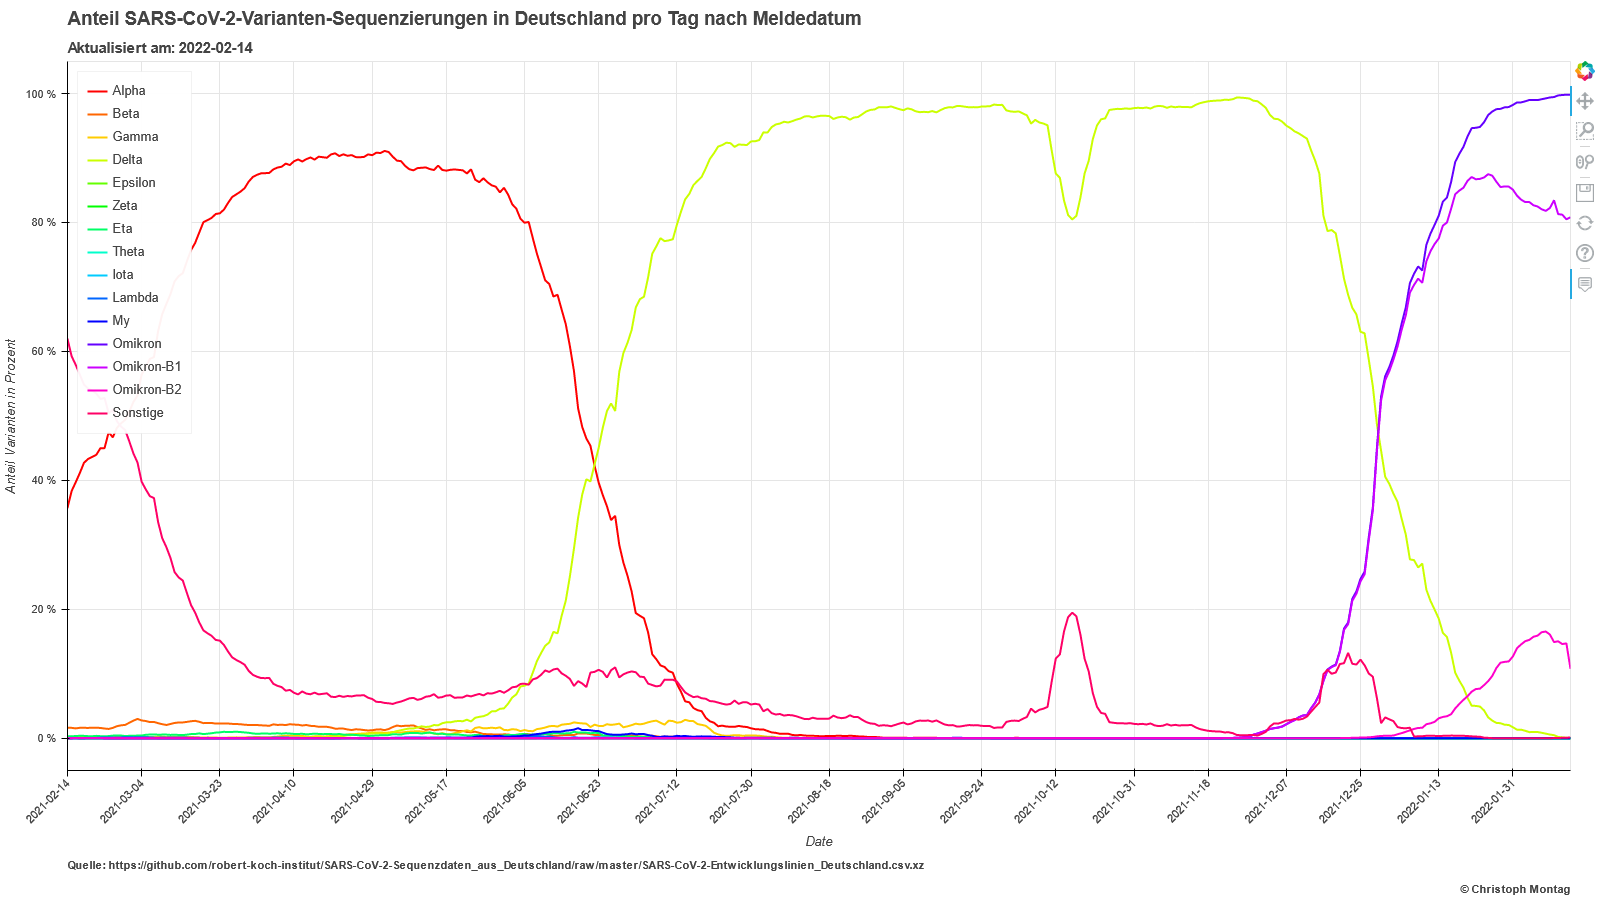 Anteil SARS-CoV-2-Varianten-Sequenzierungen in Deutschland pro Tag nach Meldedatum
Aktualisiert am: 2022-02-14
100 %
80 %
60 %
40 %
20 %
0 %
Anteil Varianten in Prozent
Alpha
Beta
Gamma
Delta
Epsilon
Zeta
Eta
Theta
Iota
Lambda
My
Omikron
Omikron-B1
Omikron-B2
Sonstige
2021-02-14
2021-03-04
2021-03-23
2021-04-10
2021-04-29
2021-05-17
2021-06-05
2021-06-23
2021-07-12
2021-07-30
2021-08-18
2021-09-05
2021-09-24
2021-10-12
2021-10-31
2021-11-18
2021-12-07
2021-12-25
2022-01-13
2022-01-31
Date
Quelle: https://github.com/robert-koch-institut/SARS-CoV-2-Sequenzdaten_aus_Deutschland/raw/master/SARS-CoV-2-Entwicklungslinien_Deutschland.csv.xz
© Christoph Montag